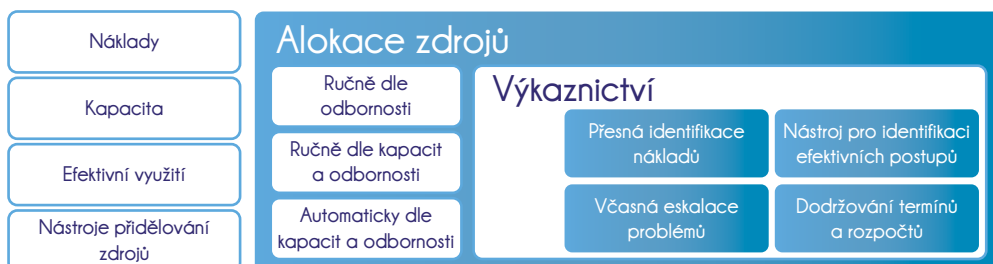 Náklady
Kapacita
Efektivní využití
Nástroje přidělování
zdrojů
Alokace zdrojů
Ručně dle
odbornosti
Ručně dle kapacit
a odbornosti
Automaticky dle
kapacit a odbornosti
Výkaznictví
Přesná identifikace
nákladů
Nástroj pro identifikaci
efektivních postupů
Včasná eskalace
problémů
Dodržování termínů
a rozpočtů